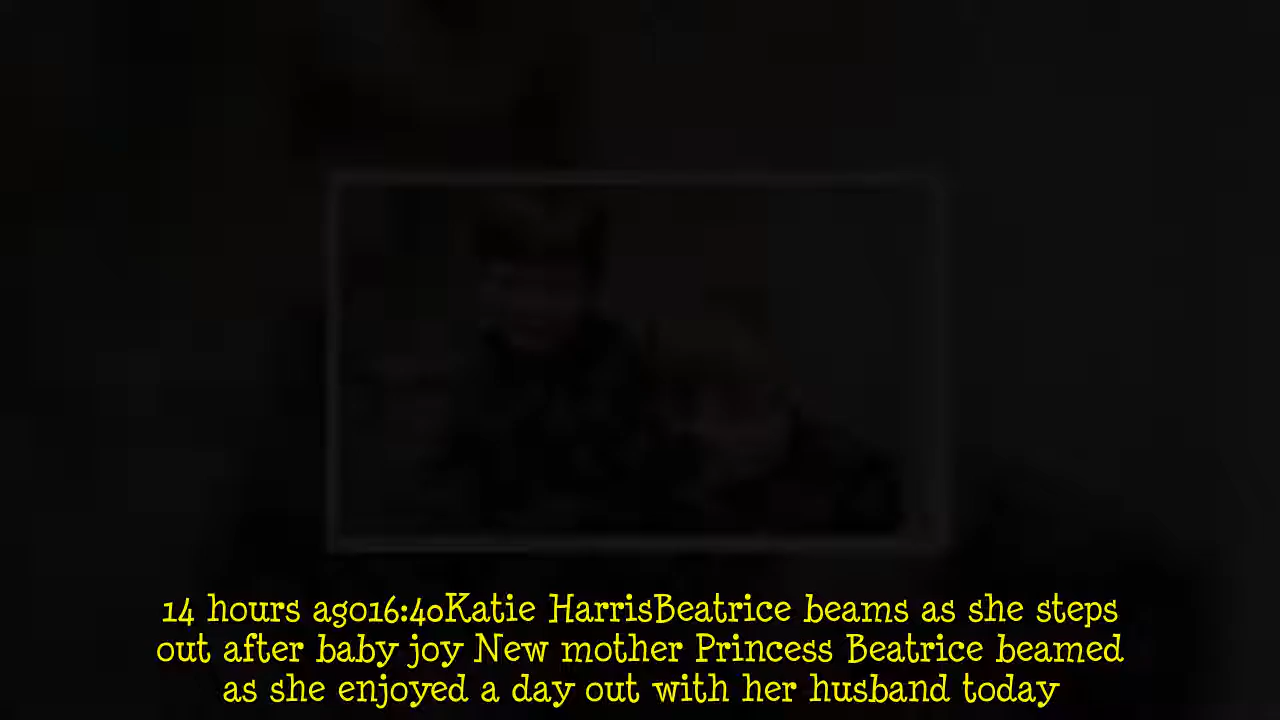 14 hours ago16:40Katie HarrisBeatrice beams as she steps
out after baby joy New mother Princess Beatrice beamed
as she enjoyed a day out with her husband today